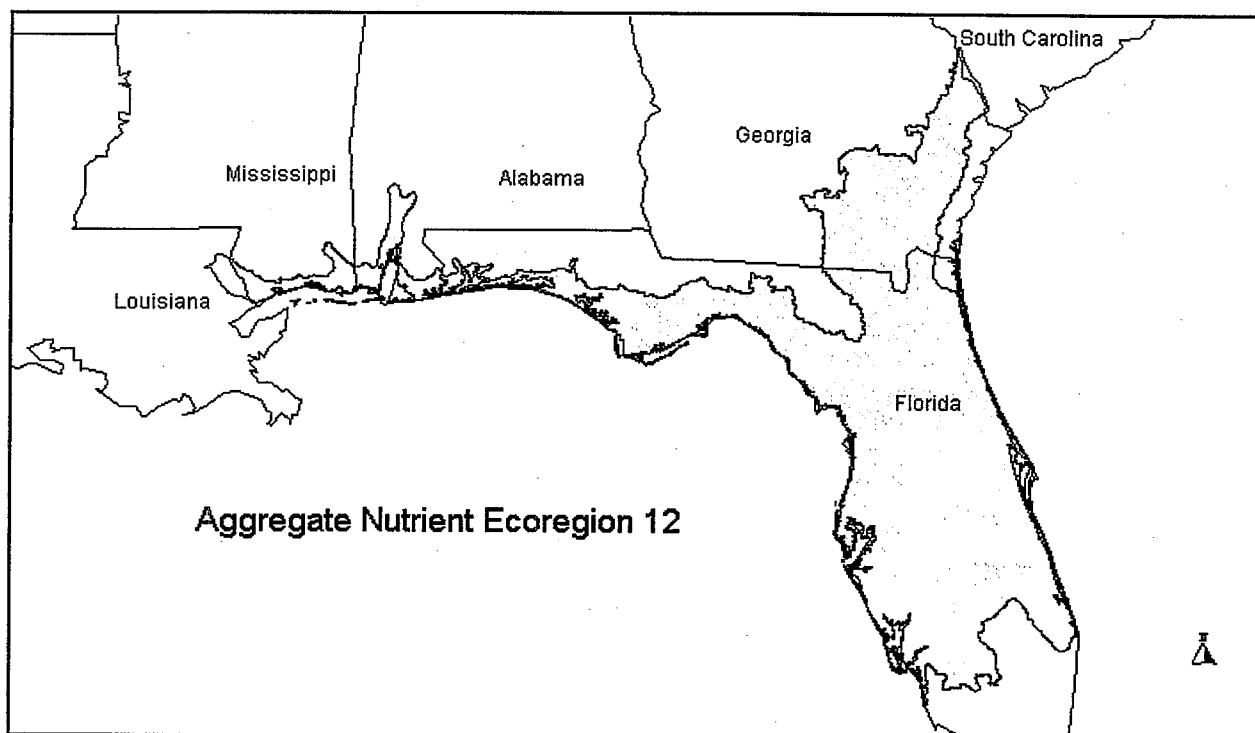 South Carolina
Georgia
Mississippi
Alabama
Louisiana
Florida
Aggregate Nutrient Ecoregion 12